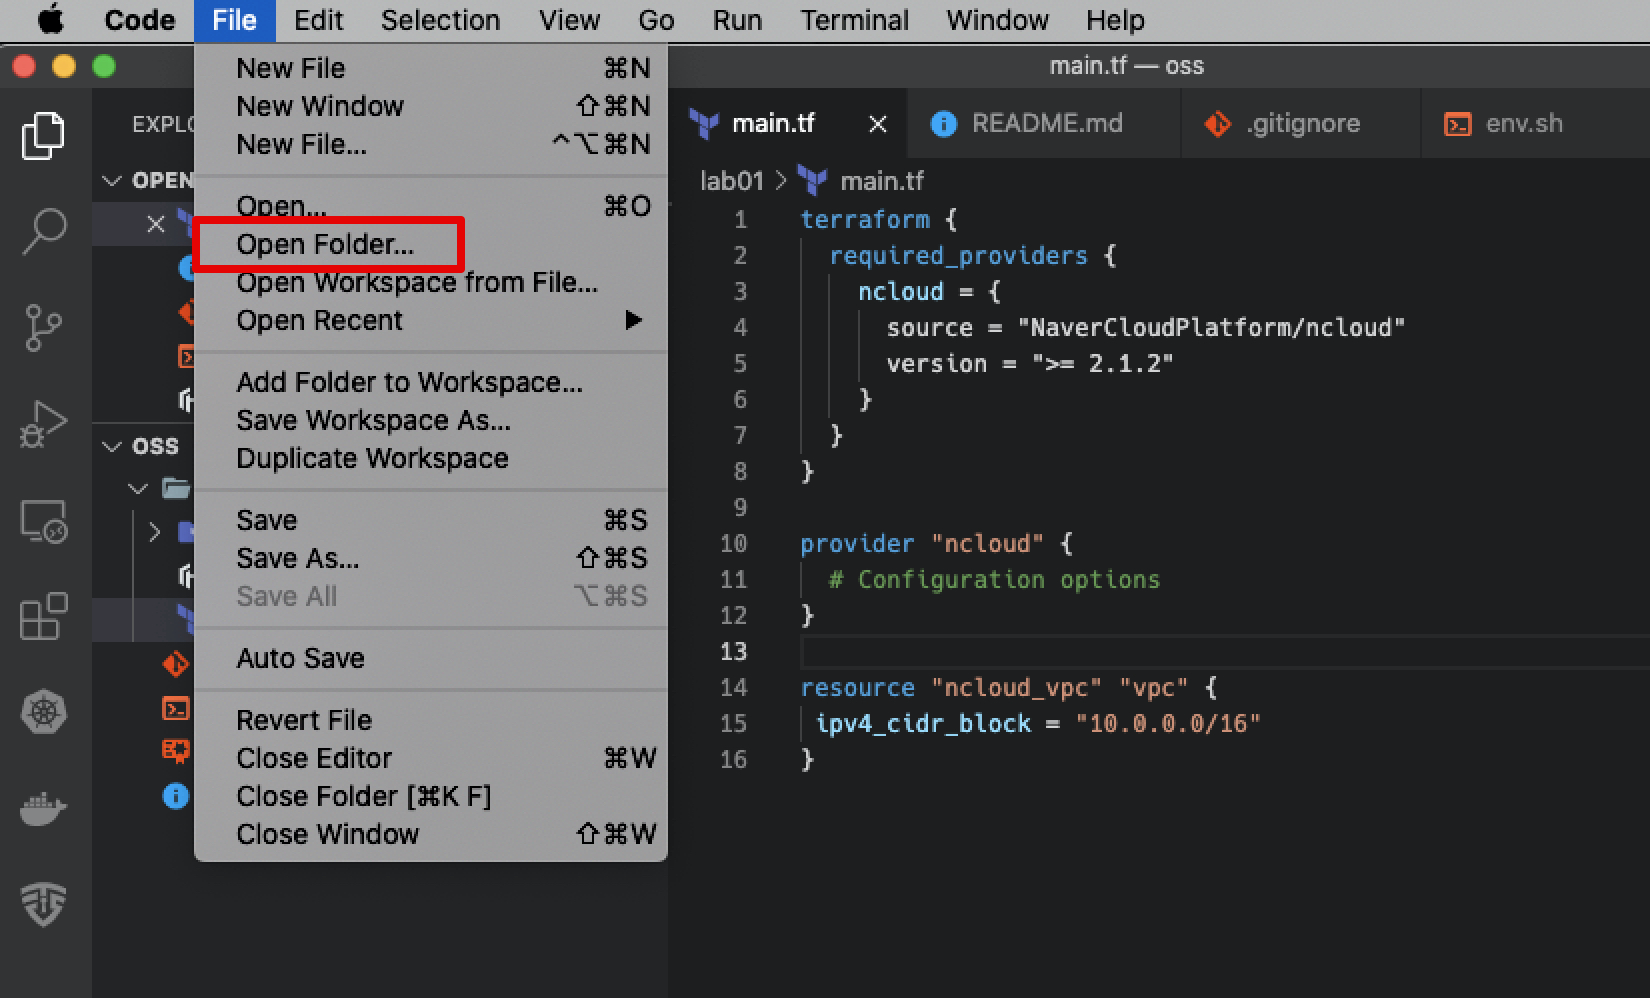 Code File Edit Selection View Go Run Terminal Window Help
main.tf — oss
New File ⌘N
New Window ⇧⌘N
New File... ^⌥⌘N
Open... ⌘O
Open Folder...
Open Workspace from File...
Open Recent ▶
Add Folder to Workspace...
Save Workspace As...
Duplicate Workspace
Save ⌘S
Save As... ⇧⌘S
Save All ⌥⌘S
Auto Save
Revert File
Close Editor ⌘W
Close Folder [⌘K F]
Close Window ⇧⌘W
EXPLO
OPEN
OSS
main.tf README.md .gitignore env.sh
lab01 > main.tf
1 terraform {
2 required_providers {
3 ncloud = {
4 source = "NaverCloudPlatform/ncloud"
5 version = ">= 2.1.2"
6 }
7 }
8 }
9
10 provider "ncloud" {
11 # Configuration options
12 }
13
14 resource "ncloud_vpc" "vpc" {
15 ipv4_cidr_block = "10.0.0.0/16"
16 }